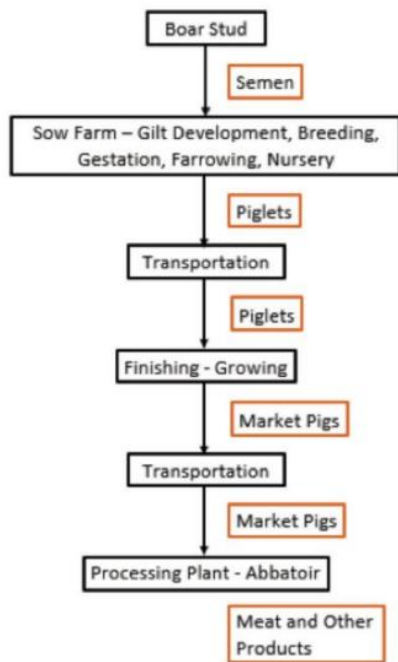 Boar Stud
Semen
Sow Farm – Gilt Development, Breeding,
Gestation, Farrowing, Nursery
Piglets
Transportation
Piglets
Finishing - Growing
Market Pigs
Transportation
Market Pigs
Processing Plant - Abbatoir
Meat and Other
Products